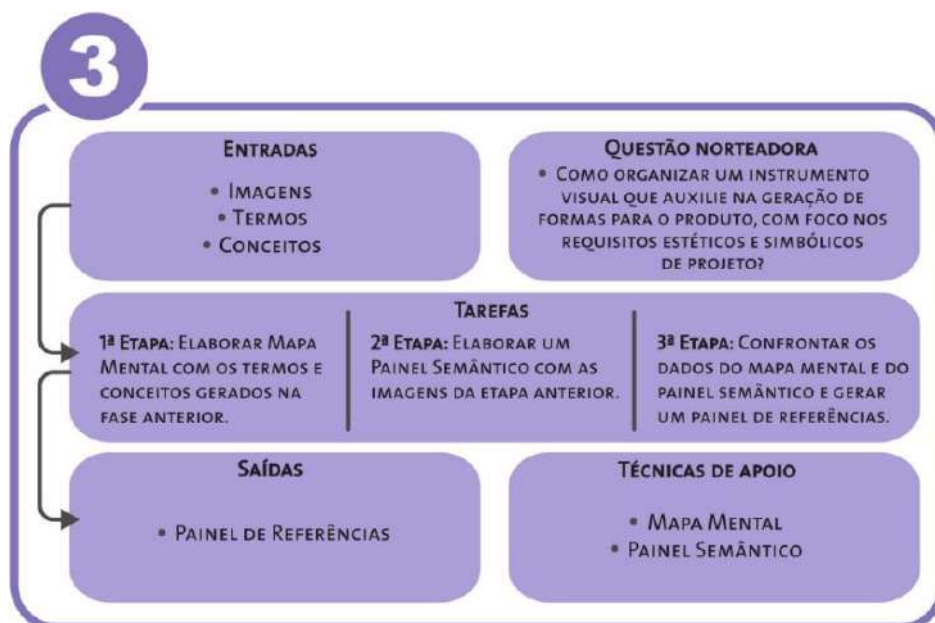 3
ENTRADAS
• IMAGENS
• TERMOS
• CONCEITOS
QUESTÃO NORTEADORA
• COMO ORGANIZAR UM INSTRUMENTO
VISUAL QUE AUXILIE NA GERAÇÃO DE
FORMAS PARA O PRODUTO, COM FOCO NOS
REQUISITOS ESTÉTICOS E SIMBÓLICOS
DE PROJETO?
TAREFAS
1ª ETAPA: ELABORAR MAPA
MENTAL COM OS TERMOS E
CONCEITOS GERADOS NA
FASE ANTERIOR.
2ª ETAPA: ELABORAR UM
PAINEL SEMÂNTICO COM AS
IMAGENS DA ETAPA ANTERIOR.
3ª ETAPA: CONFRONTAR OS
DADOS DO MAPA MENTAL E DO
PAINEL SEMÂNTICO E GERAR
UM PAINEL DE REFERÊNCIAS.
SAÍDAS
• PAINEL DE REFERÊNCIAS
TÉCNICAS DE APOIO
• MAPA MENTAL
• PAINEL SEMÂNTICO